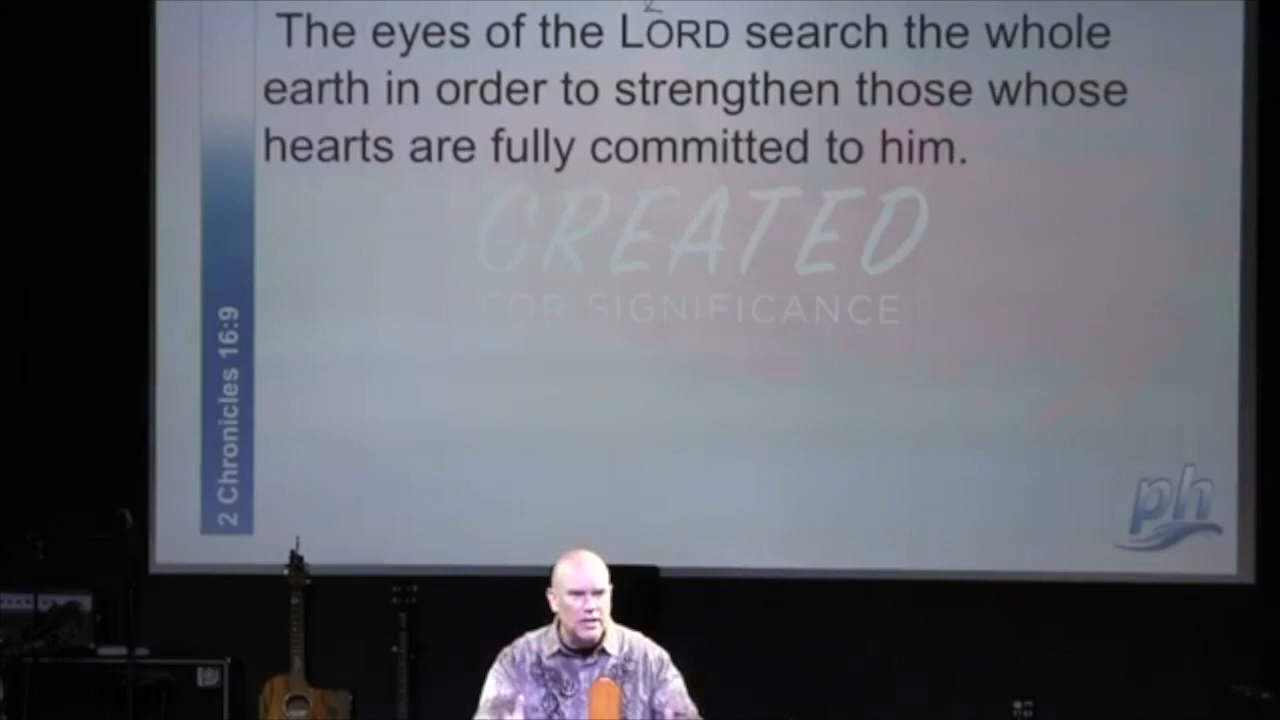 The eyes of the LORD search the whole
earth in order to strengthen those whose
hearts are fully committed to him.
CREATED
FOR SIGNIFICANCE
2 Chronicles 16:9
ph